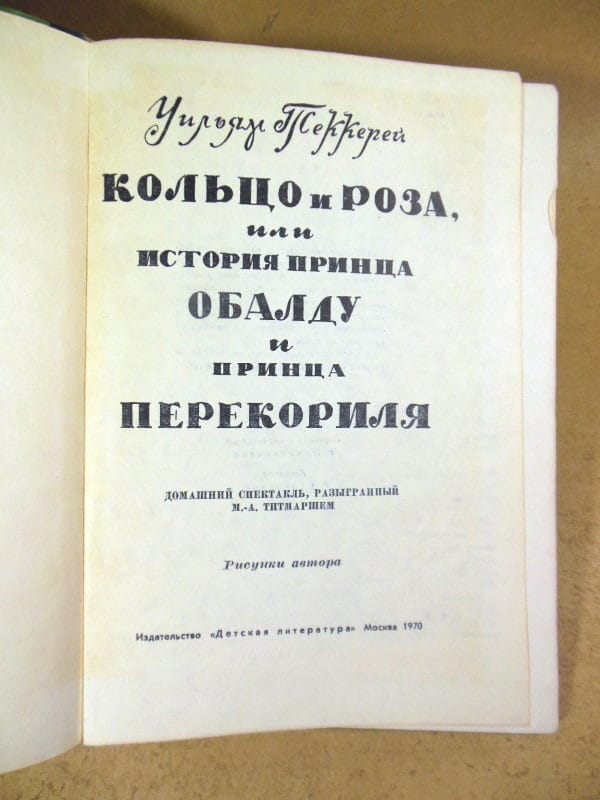 Уильям Теккерей
КОЛЬЦО и РОЗА,
или
ИСТОРИЯ ПРИНЦА
ОБАЛДУ
и
ПРИНЦА
ПЕРЕКОРИЛЯ
ДОМАШНИЙ СПЕКТАКЛЬ, РАЗЫГРАННЫЙ
М.-А. ТИТМАРШЕМ
Рисунки автора
Издательство «Детская литература» Москва 1970